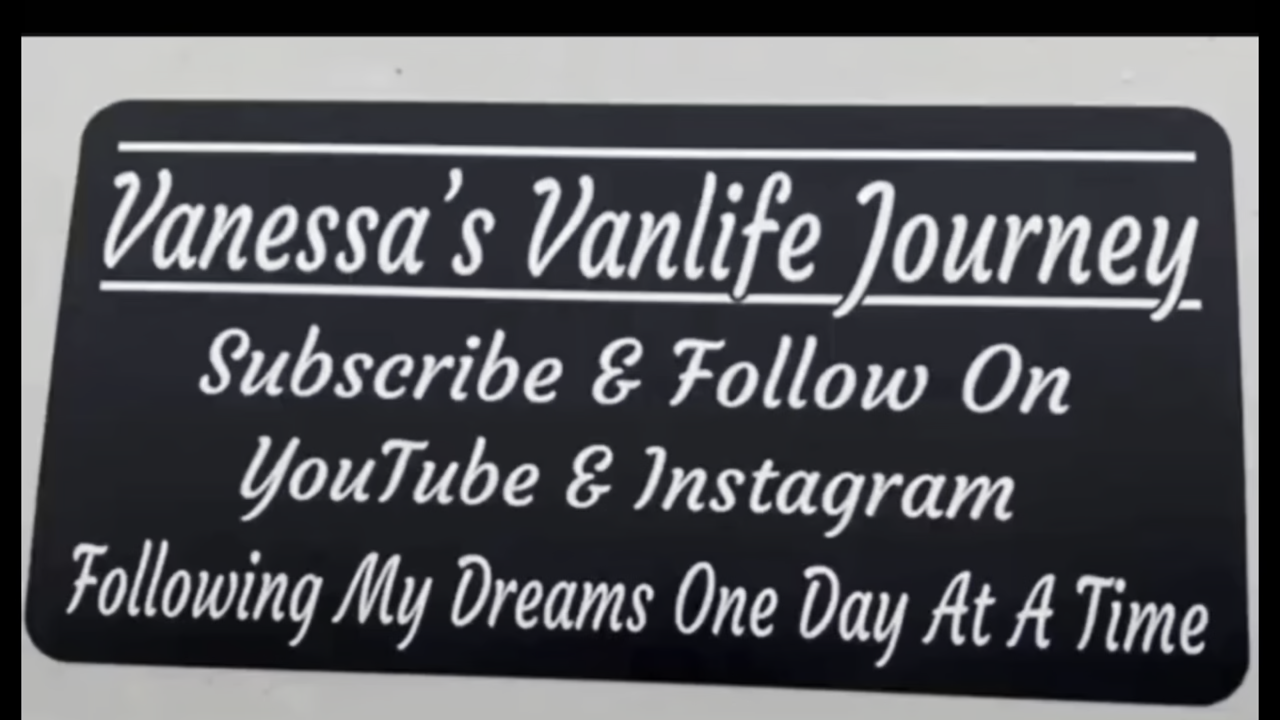 Vanessa's Vanlife Journey
Subscribe & Follow On
YouTube & Instagram
Following My Dreams One Day At A Time